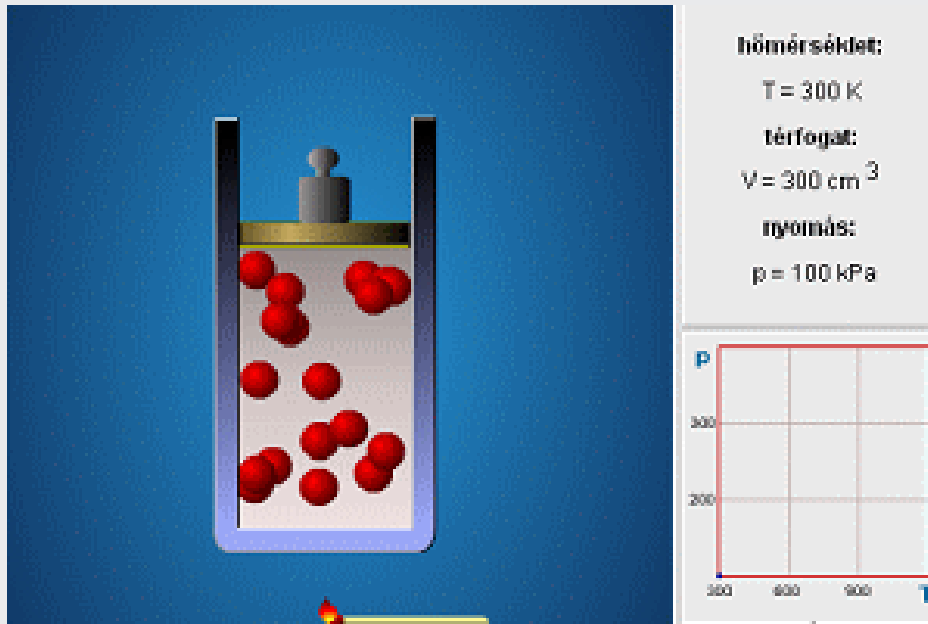 hőmérséklet:
T = 300 K
térfogat:
V = 300 cm 3
nyomás:
p = 100 kPa
p
300
200
300
600
900
T